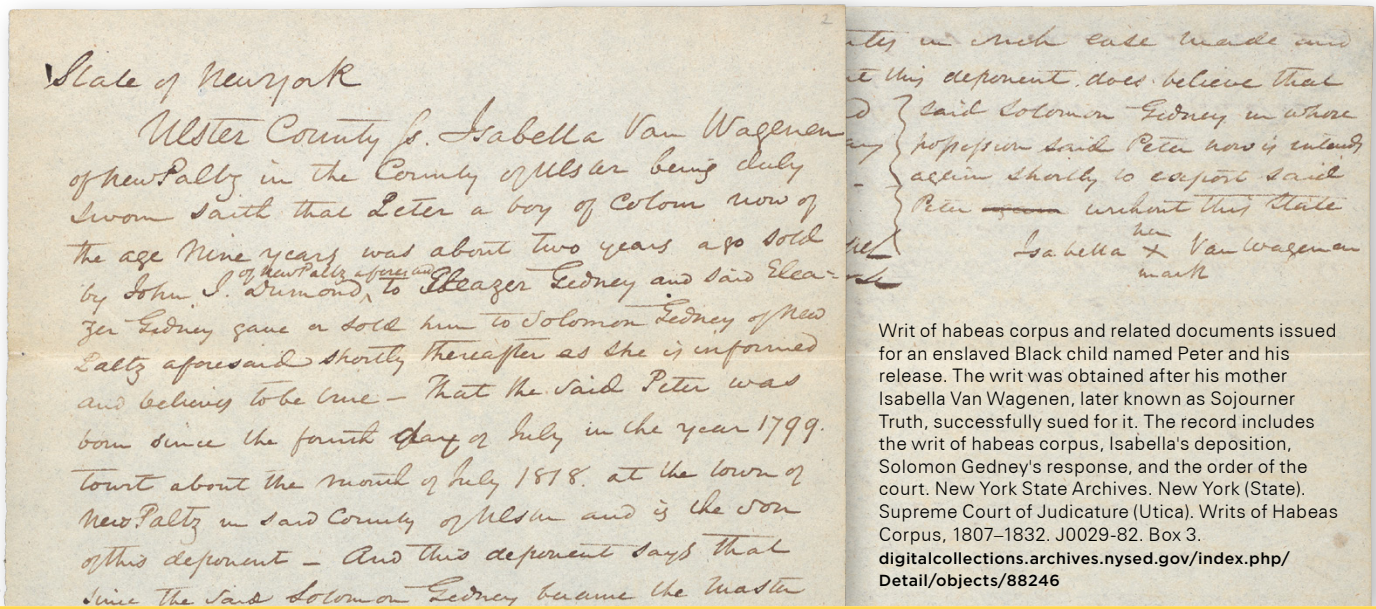 2
State of Newyork
Ulster County ss. Isabella Van Wagenen
of New Paltz in the County of Ulster being duly
Sworn saith that Peter a boy of Colour now of
the age Nine years was about two years ago sold
of New Paltz aforesaid
by John I. Dumond, to Eleazer Gedney and said Elea-
zer Gedney gave or sold him to Solomon Gedney of New
Paltz aforesaid shortly thereafter as she is informed
and believes to be true — That the said Peter was
born since the fourth day of July in the year 1799.
towit about the month of July 1818. at the town of
New Paltz in said County of Ulster and is the son
of this deponent — And this deponent says that
since the said Solomon Gedney became the master
in such case made and
this deponent does believe that
said Solomon Gedney in whose
possession said Peter now is intends
again shortly to export said
Peter again without this State
her
Isabella X Van Wagenen
mark
Writ of habeas corpus and related documents issued
for an enslaved Black child named Peter and his
release. The writ was obtained after his mother
Isabella Van Wagenen, later known as Sojourner
Truth, successfully sued for it. The record includes
the writ of habeas corpus, Isabella's deposition,
Solomon Gedney's response, and the order of the
court. New York State Archives. New York (State).
Supreme Court of Judicature (Utica). Writs of Habeas
Corpus, 1807–1832. J0029-82. Box 3.
digitalcollections.archives.nysed.gov/index.php/
Detail/objects/88246